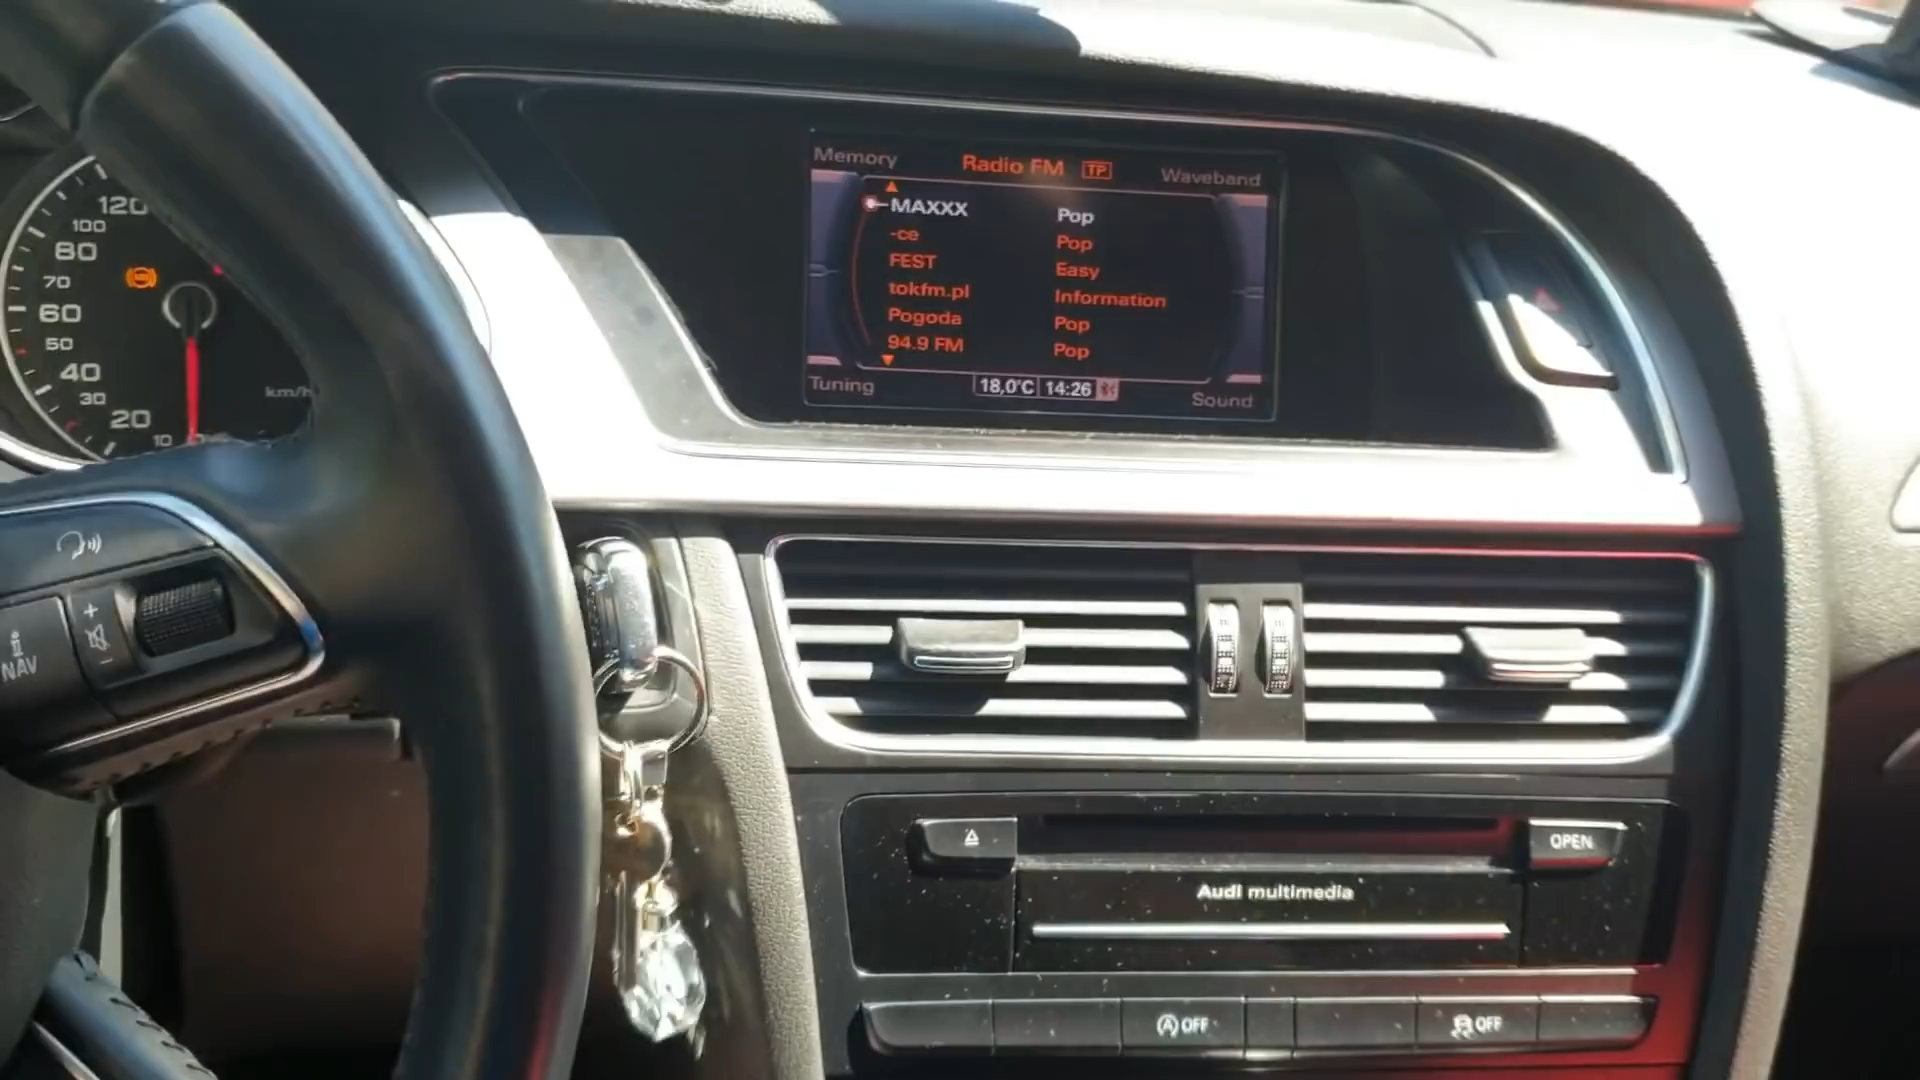 Memory Radio FM TP Waveband
MAXXX Pop
-ce Pop
FEST Easy
tokfm.pl Information
Pogoda Pop
94.9 FM Pop
Tuning 18,0°C 14:26 Sound
120
100
80
70
60
50
40
30
20
10
km/h
NAV
+
-
OPEN
Audi multimedia
A OFF
OFF